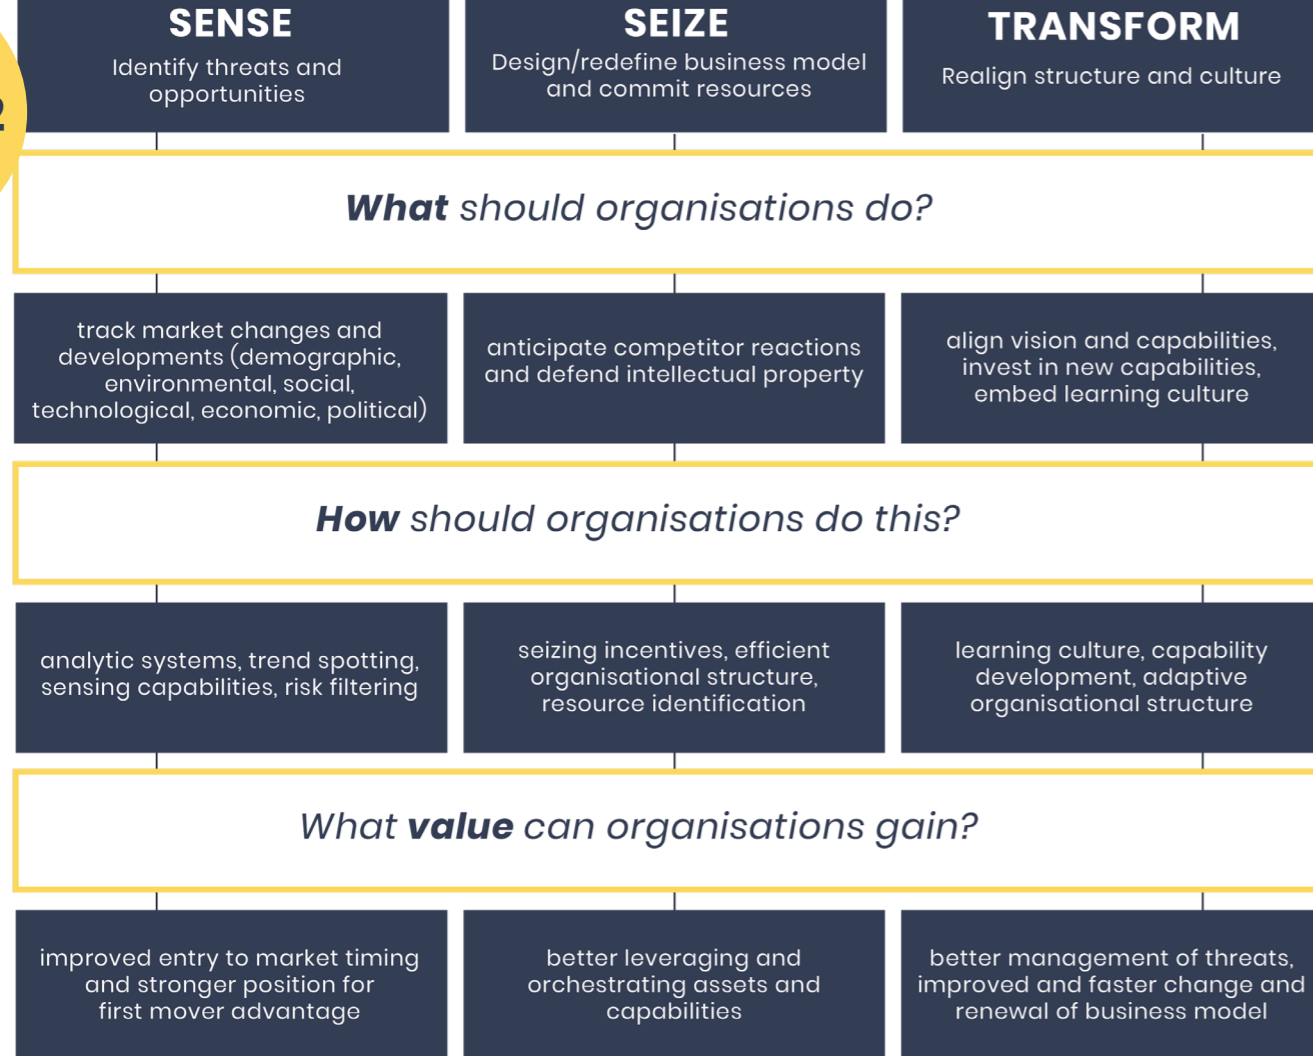 SENSE
Identify threats and
opportunities
SEIZE
Design/redefine business model
and commit resources
TRANSFORM
Realign structure and culture
2
What should organisations do?
track market changes and
developments (demographic,
environmental, social,
technological, economic, political)
anticipate competitor reactions
and defend intellectual property
align vision and capabilities,
invest in new capabilities,
embed learning culture
How should organisations do this?
analytic systems, trend spotting,
sensing capabilities, risk filtering
seizing incentives, efficient
organisational structure,
resource identification
learning culture, capability
development, adaptive
organisational structure
What value can organisations gain?
improved entry to market timing
and stronger position for
first mover advantage
better leveraging and
orchestrating assets and
capabilities
better management of threats,
improved and faster change and
renewal of business model